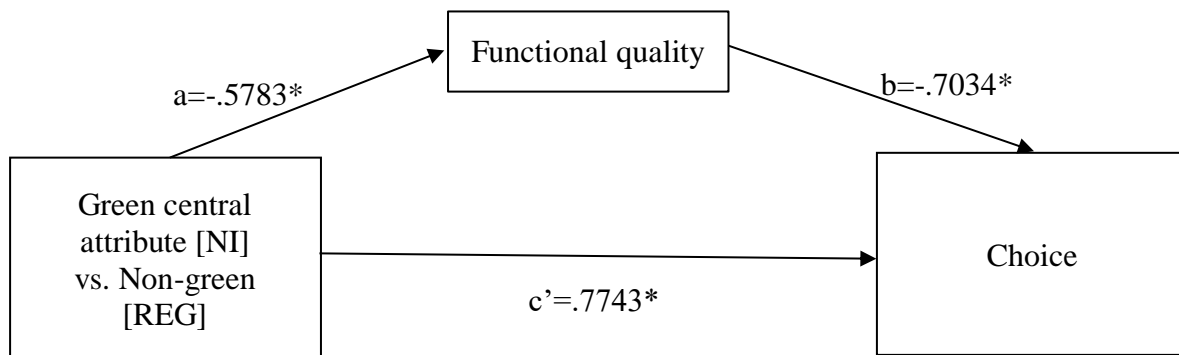 Functional quality
a=-.5783*
b=-.7034*
Green central
attribute [NI]
vs. Non-green
[REG]
Choice
c’=.7743*